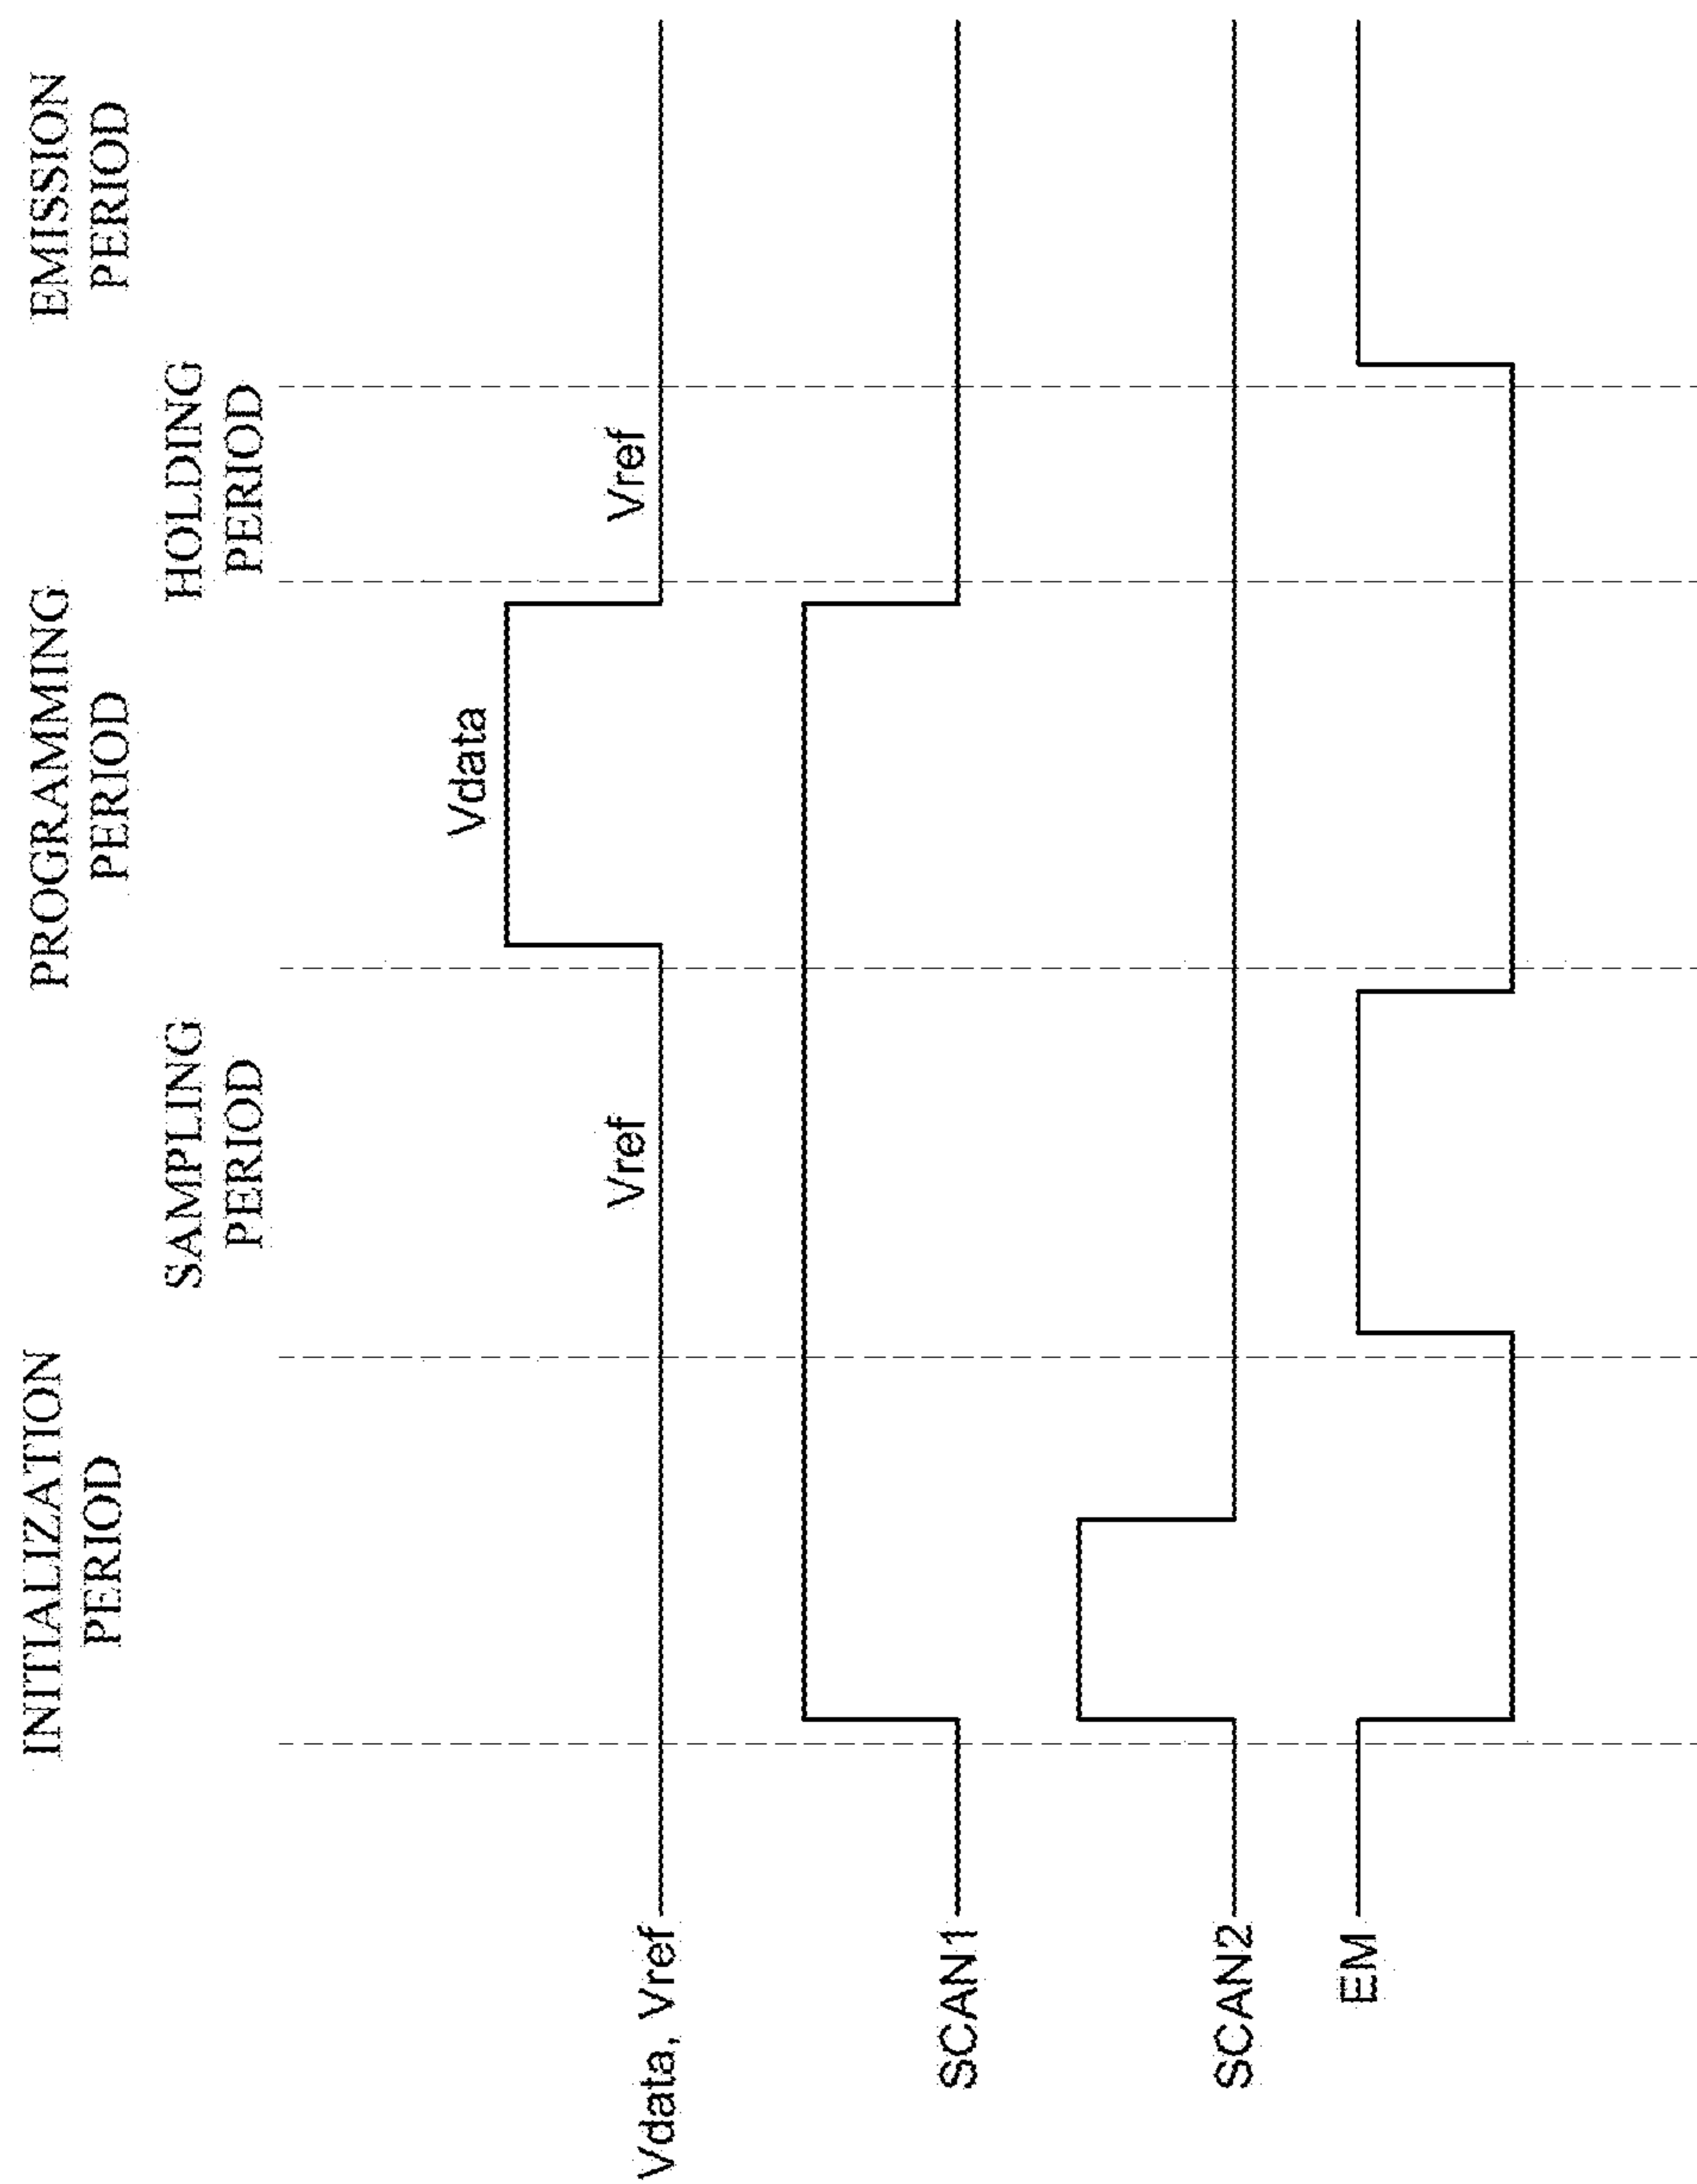 INITIALIZATION
PERIOD
SAMPLING
PERIOD
PROGRAMMING
PERIOD
HOLDING
PERIOD
EMISSION
PERIOD
Vdata
Vdata, Vref
Vref
Vref
SCAN1
SCAN2
EM